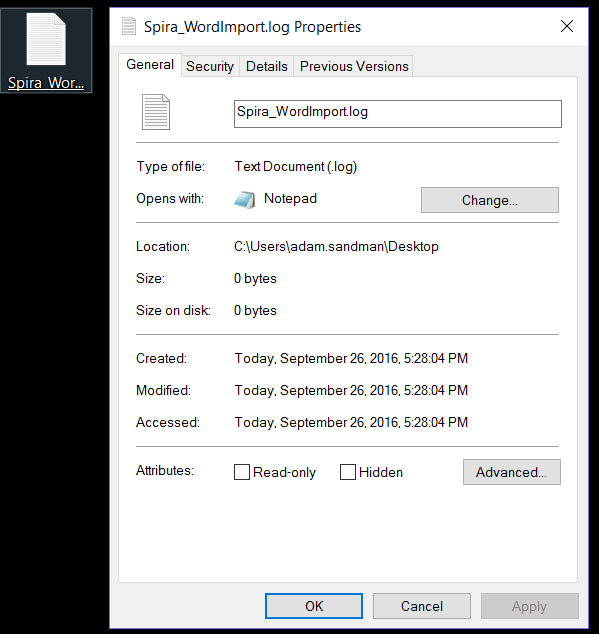 Spira_WordImport.log Properties
Spira_Wor...
General Security Details Previous Versions
Spira_WordImport.log
Type of file: Text Document (.log)
Opens with: Notepad Change...
Location: C:\Users\adam.sandman\Desktop
Size: 0 bytes
Size on disk: 0 bytes
Created: Today, September 26, 2016, 5:28:04 PM
Modified: Today, September 26, 2016, 5:28:04 PM
Accessed: Today, September 26, 2016, 5:28:04 PM
Attributes: Read-only Hidden Advanced...
OK Cancel Apply